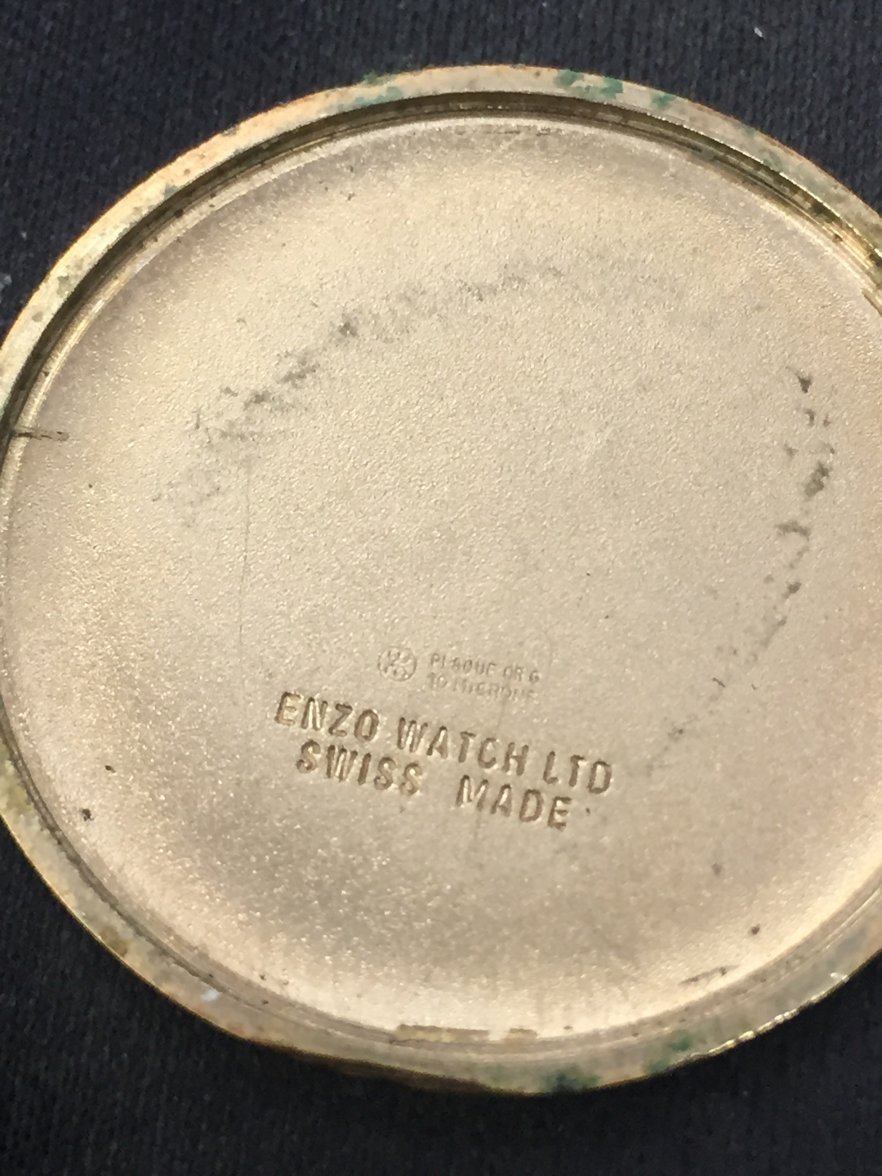 PLAQUE OR G
10 MICRONS
ENZO WATCH LTD
SWISS MADE